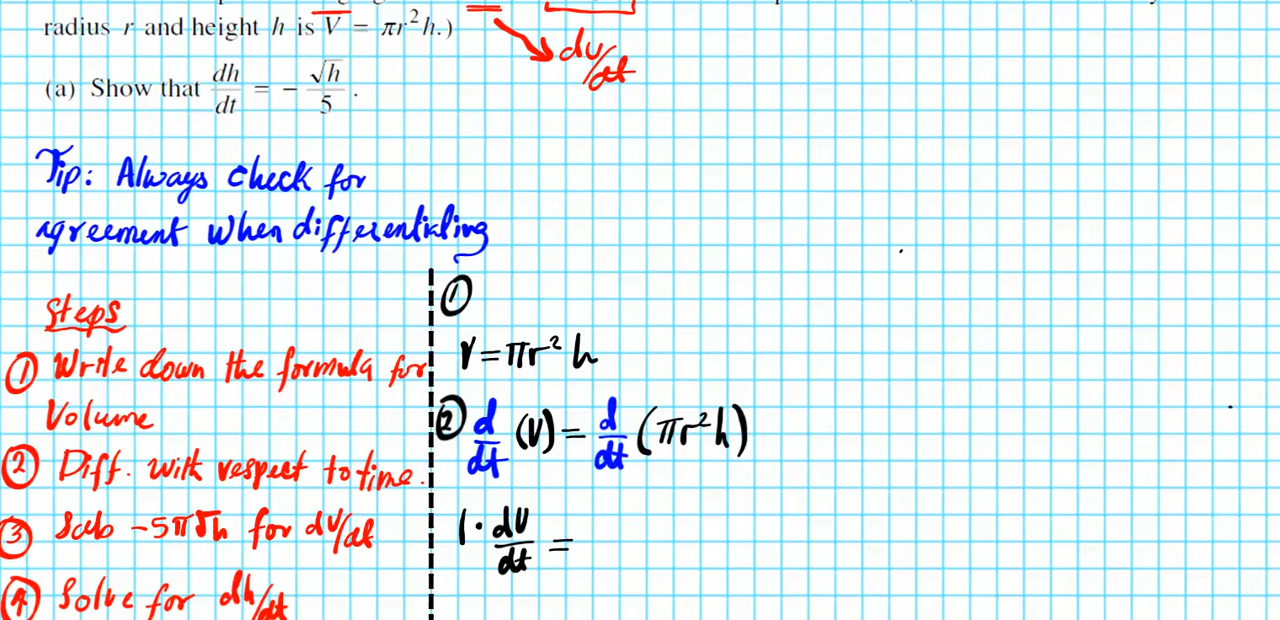 radius r and height h is V = πr²h.)
dV/dt
(a) Show that dh/dt = − √h/5 .
Tip: Always check for
agreement when differentiating
Steps
① Write down the formula for
Volume
② Diff. with respect to time.
③ Sub −5π√h for dV/dt
④ Solve for dh/dt
①
V = πr² h
② d/dt (V) = d/dt (πr²h)
1 · dV/dt =